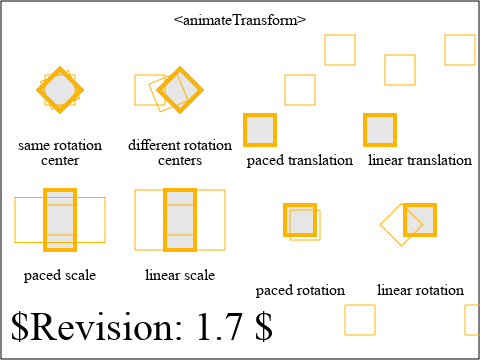 <animateTransform>
same rotation
center
different rotation
centers
paced translation
linear translation
paced scale
linear scale
paced rotation
linear rotation
$Revision: 1.7 $